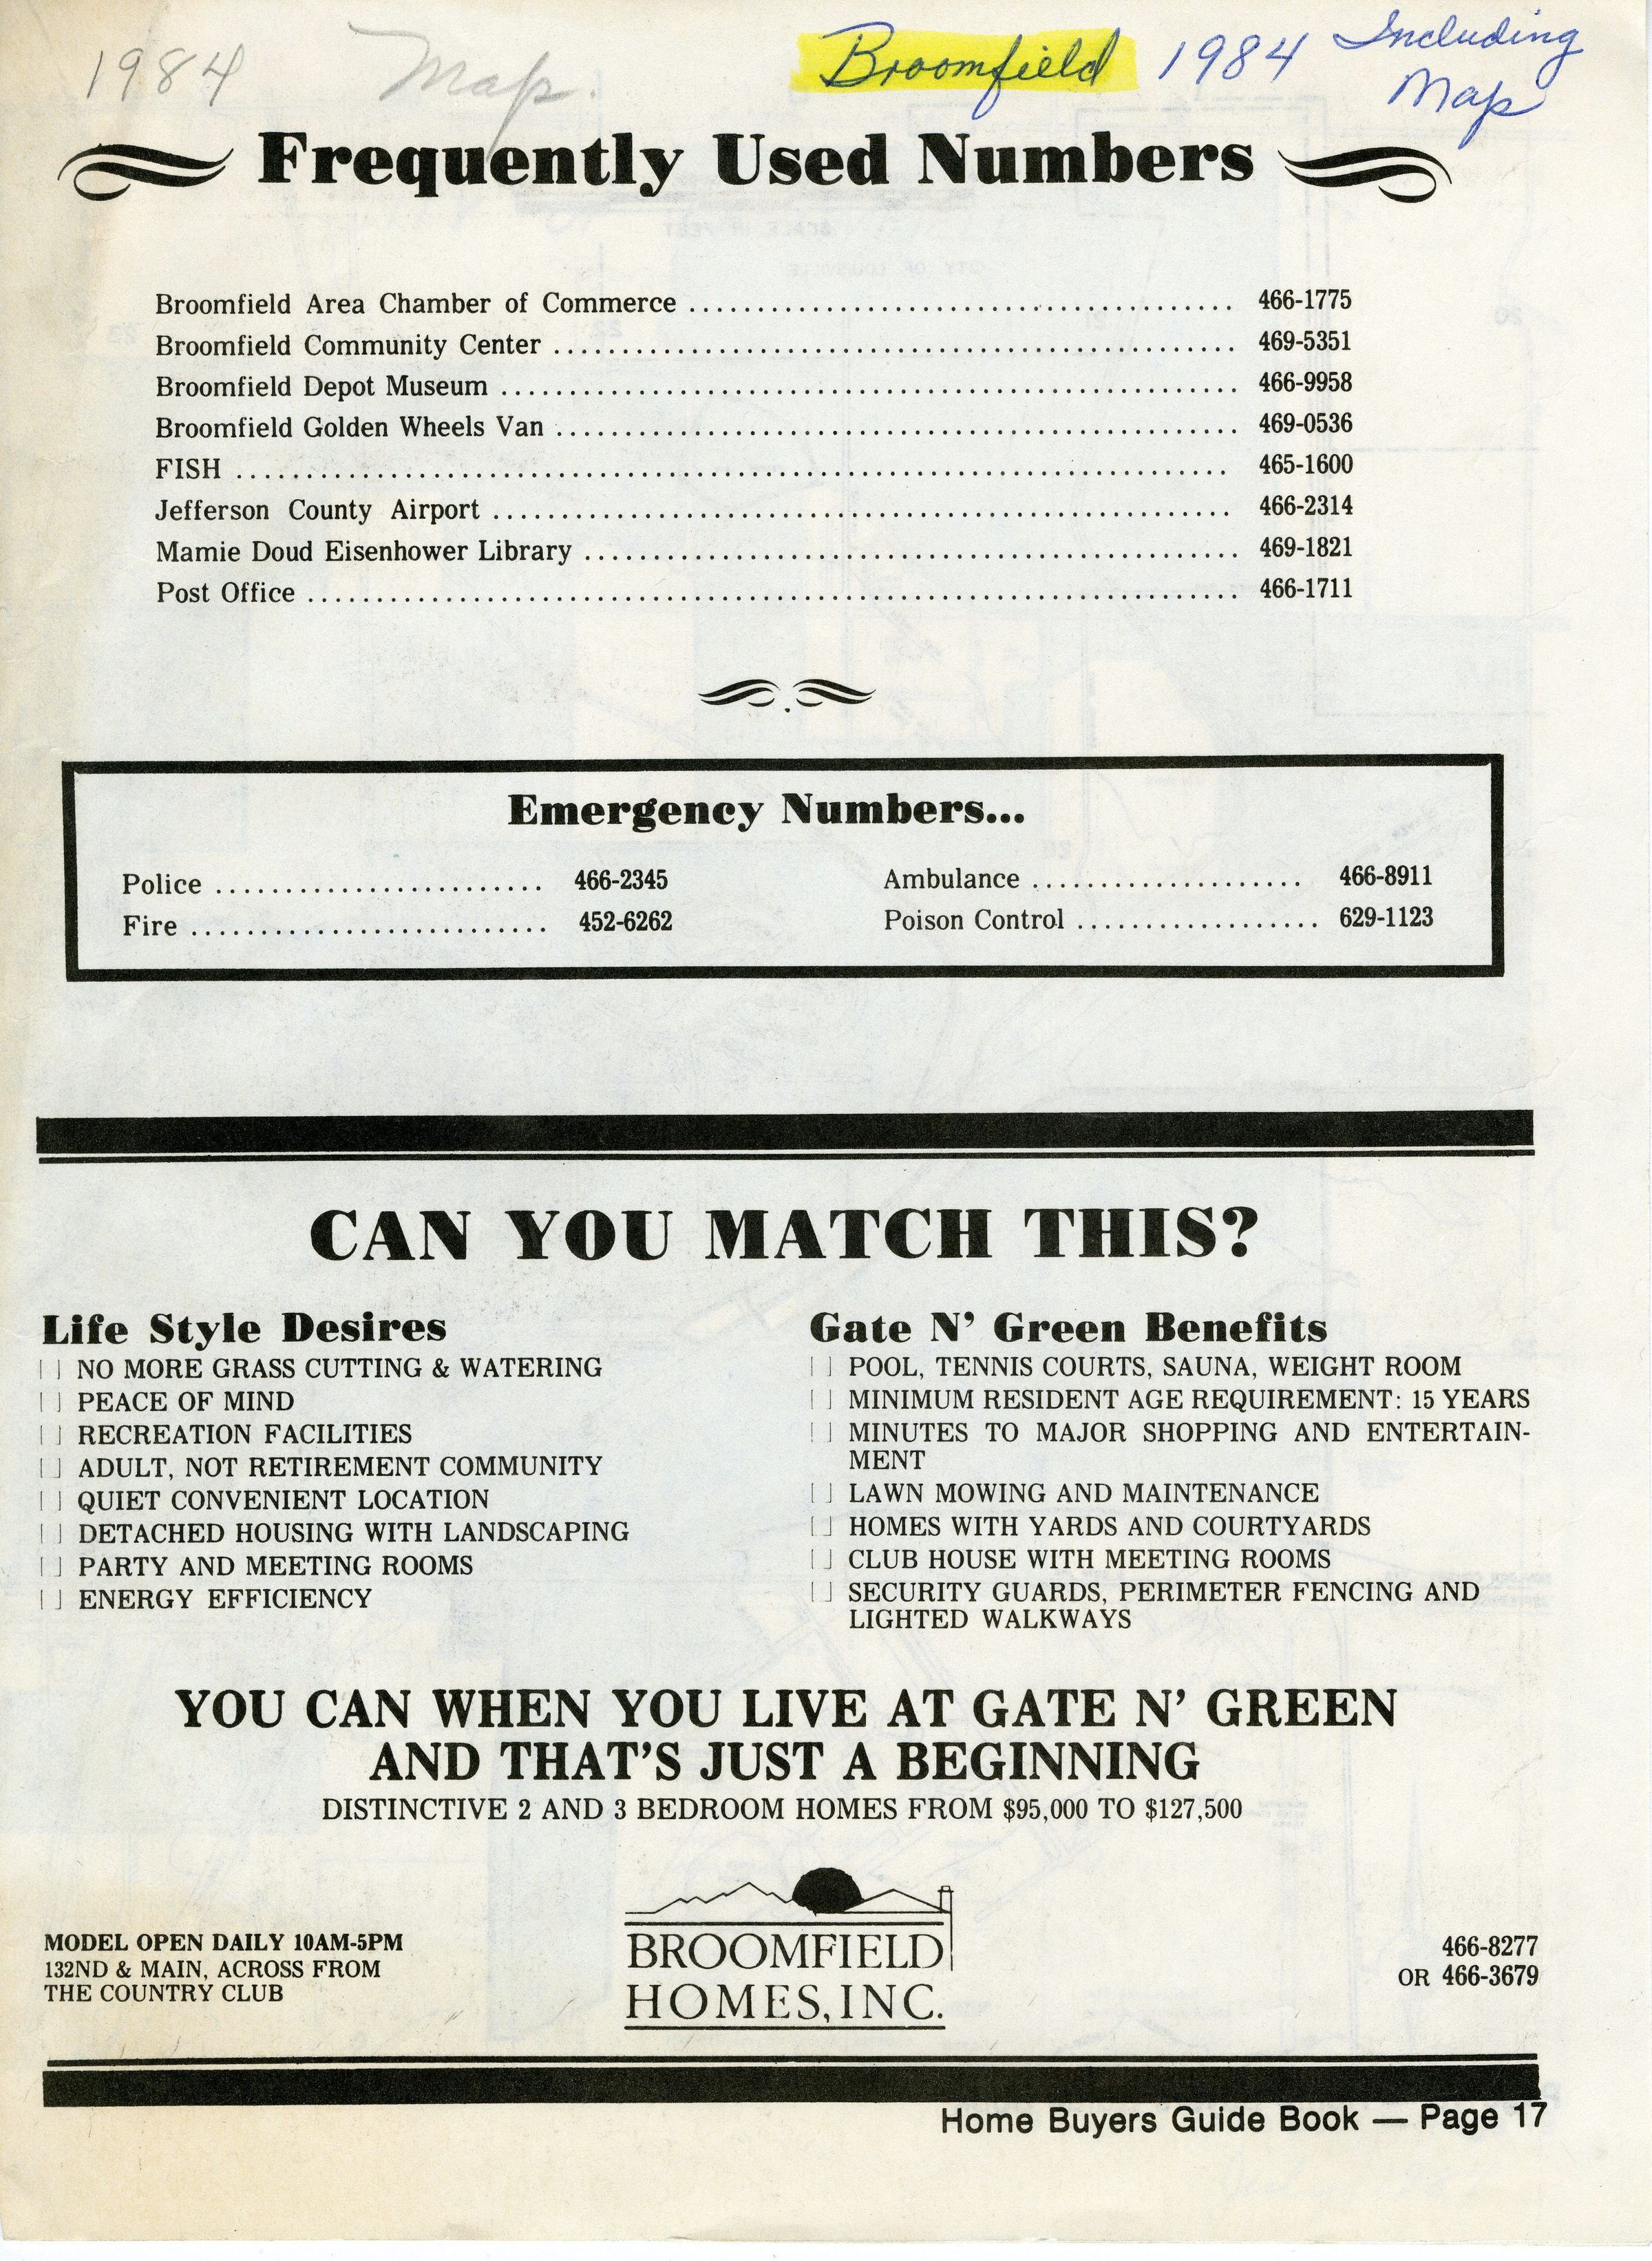 1984 Map. Broomfield 1984 Including
Map
Frequently Used Numbers
Broomfield Area Chamber of Commerce ........................................ 466-1775
Broomfield Community Center .................................................. 469-5351
Broomfield Depot Museum ...................................................... 466-9958
Broomfield Golden Wheels Van .................................................. 469-0536
FISH ........................................................................ 465-1600
Jefferson County Airport ...................................................... 466-2314
Mamie Doud Eisenhower Library ................................................ 469-1821
Post Office .................................................................. 466-1711
Emergency Numbers...
Police ........................ 466-2345 Ambulance .................... 466-8911
Fire .......................... 452-6262 Poison Control .................. 629-1123
CAN YOU MATCH THIS?
Life Style Desires
[ ] NO MORE GRASS CUTTING & WATERING
[ ] PEACE OF MIND
[ ] RECREATION FACILITIES
[ ] ADULT, NOT RETIREMENT COMMUNITY
[ ] QUIET CONVENIENT LOCATION
[ ] DETACHED HOUSING WITH LANDSCAPING
[ ] PARTY AND MEETING ROOMS
[ ] ENERGY EFFICIENCY
Gate N' Green Benefits
[ ] POOL, TENNIS COURTS, SAUNA, WEIGHT ROOM
[ ] MINIMUM RESIDENT AGE REQUIREMENT: 15 YEARS
[ ] MINUTES TO MAJOR SHOPPING AND ENTERTAIN-
MENT
[ ] LAWN MOWING AND MAINTENANCE
[ ] HOMES WITH YARDS AND COURTYARDS
[ ] CLUB HOUSE WITH MEETING ROOMS
[ ] SECURITY GUARDS, PERIMETER FENCING AND
LIGHTED WALKWAYS
YOU CAN WHEN YOU LIVE AT GATE N' GREEN
AND THAT'S JUST A BEGINNING
DISTINCTIVE 2 AND 3 BEDROOM HOMES FROM $95,000 TO $127,500
MODEL OPEN DAILY 10AM-5PM
132ND & MAIN, ACROSS FROM
THE COUNTRY CLUB
BROOMFIELD
HOMES, INC.
466-8277
OR 466-3679
Home Buyers Guide Book — Page 17